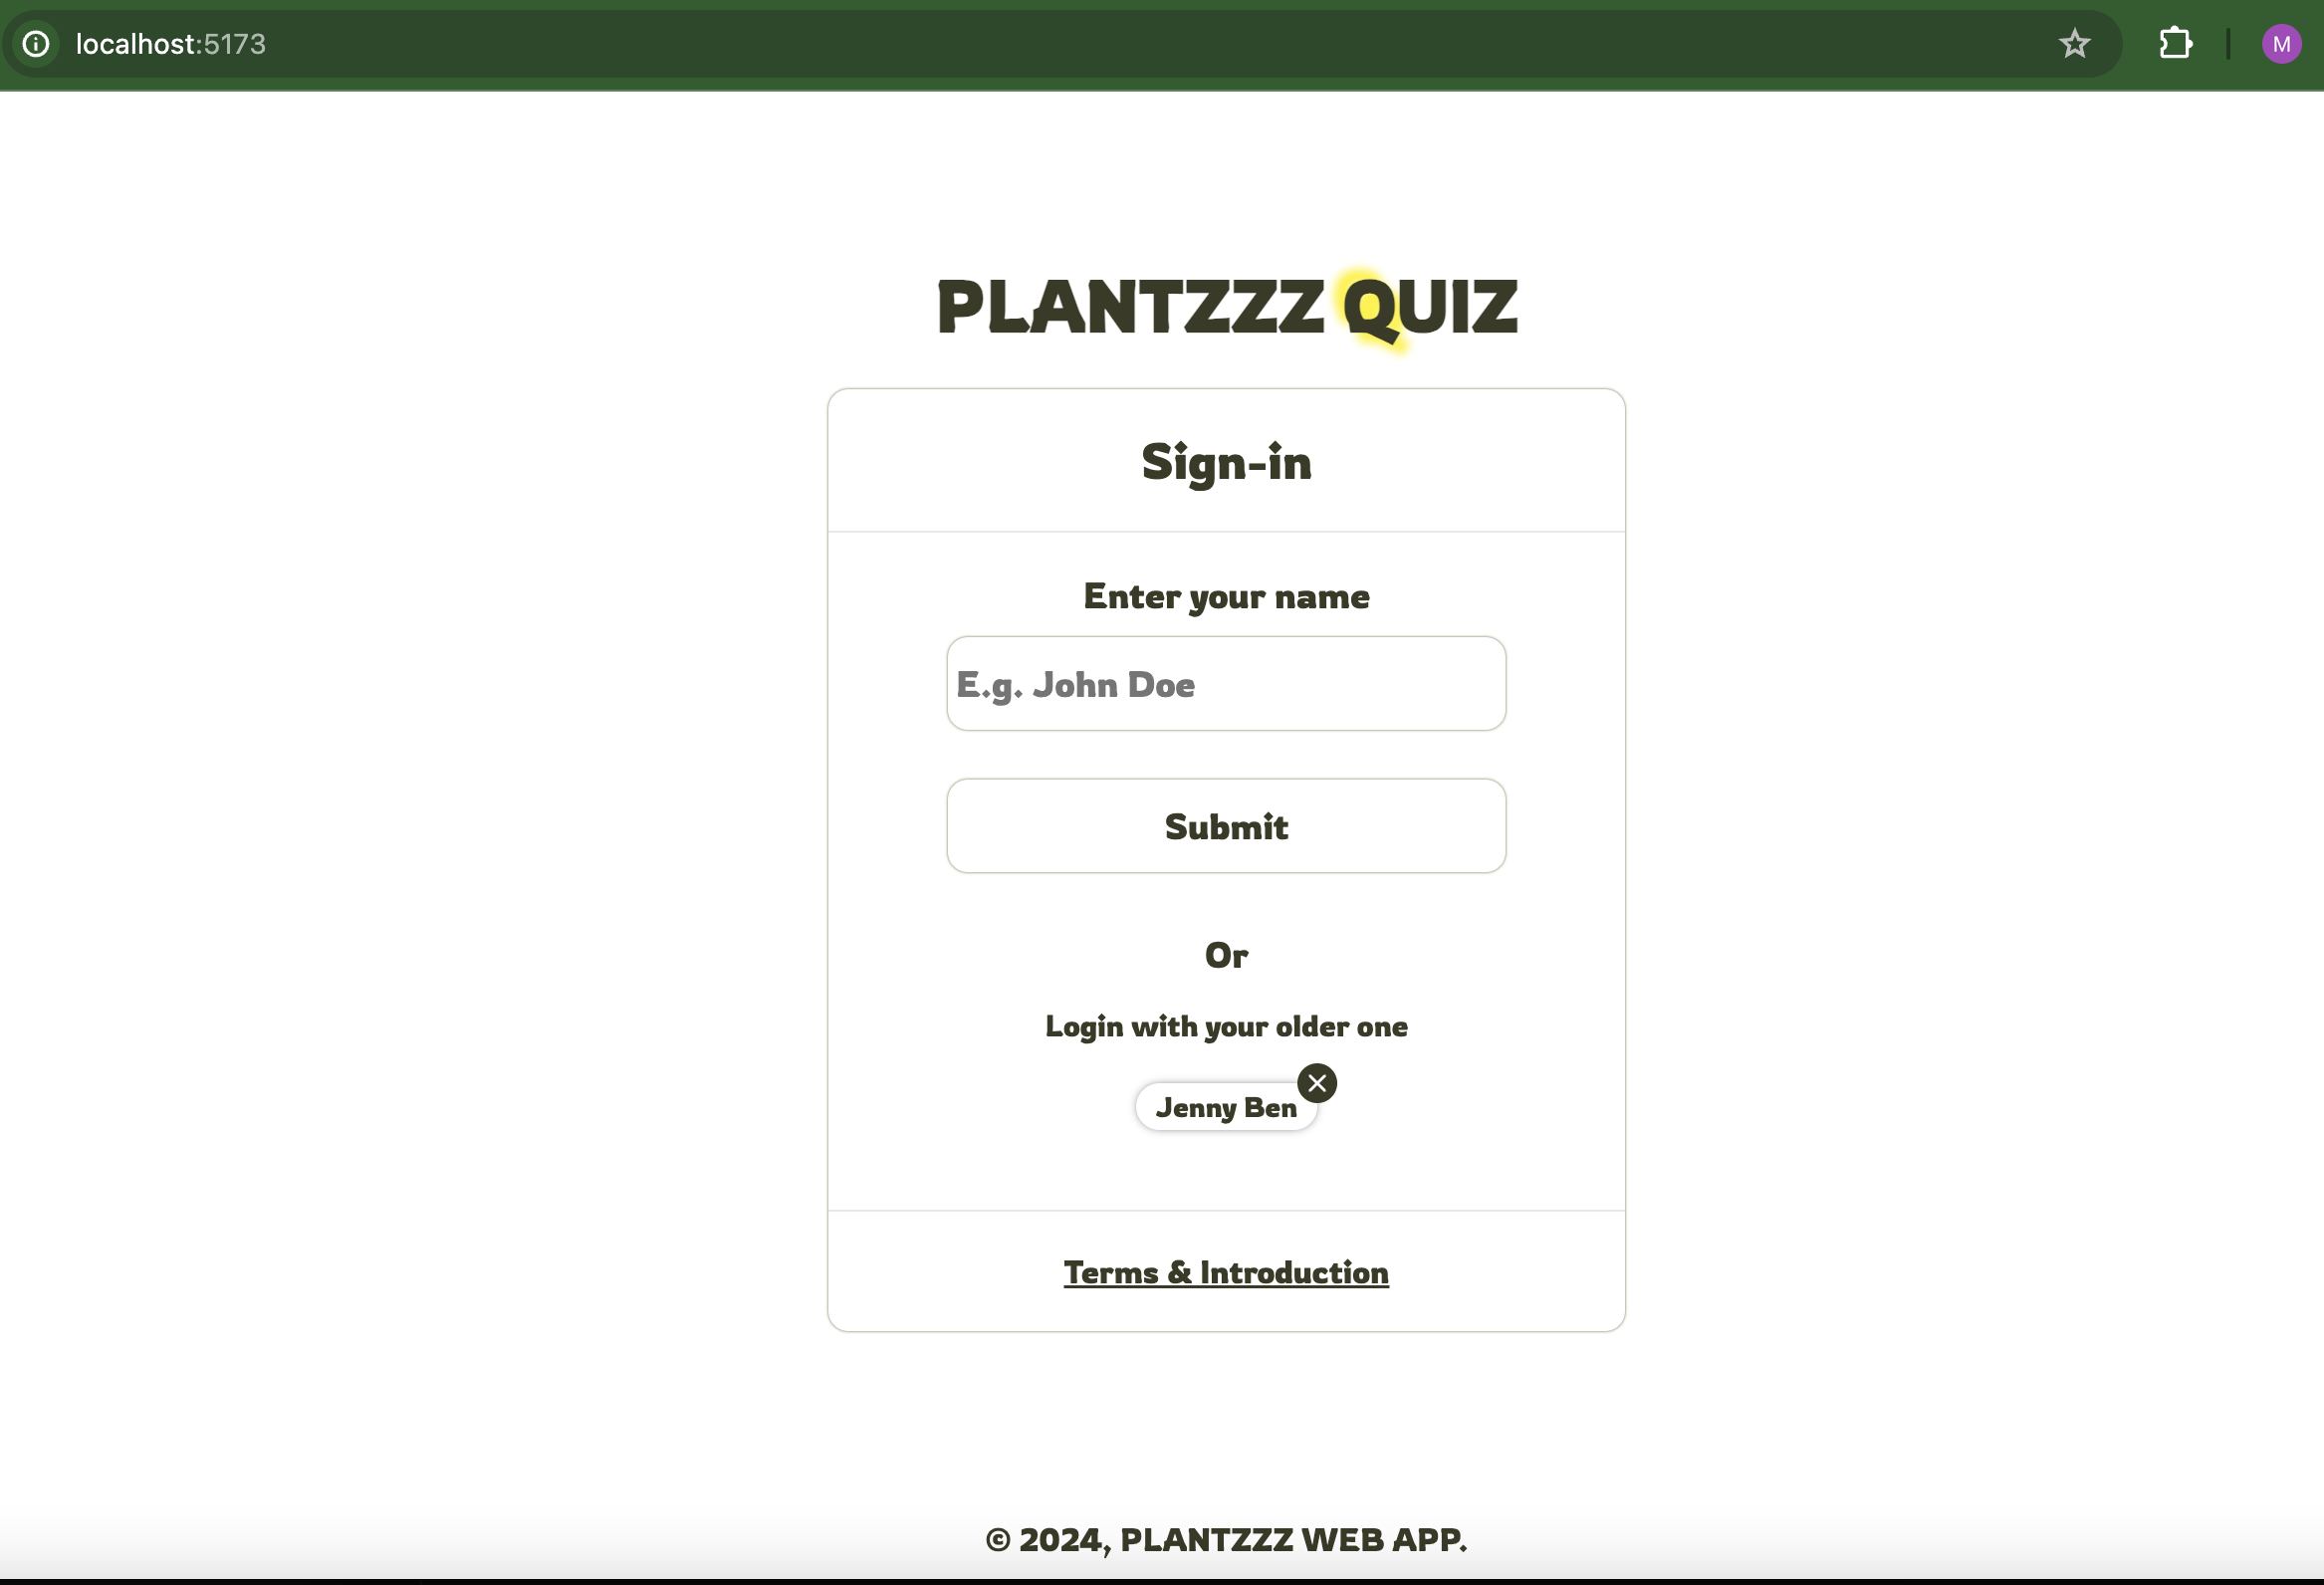 localhost:5173
M
PLANTZZZ QUIZ
Sign-in
Enter your name
E.g. John Doe
Submit
Or
Login with your older one
Jenny Ben
Terms & Introduction
© 2024, PLANTZZZ WEB APP.